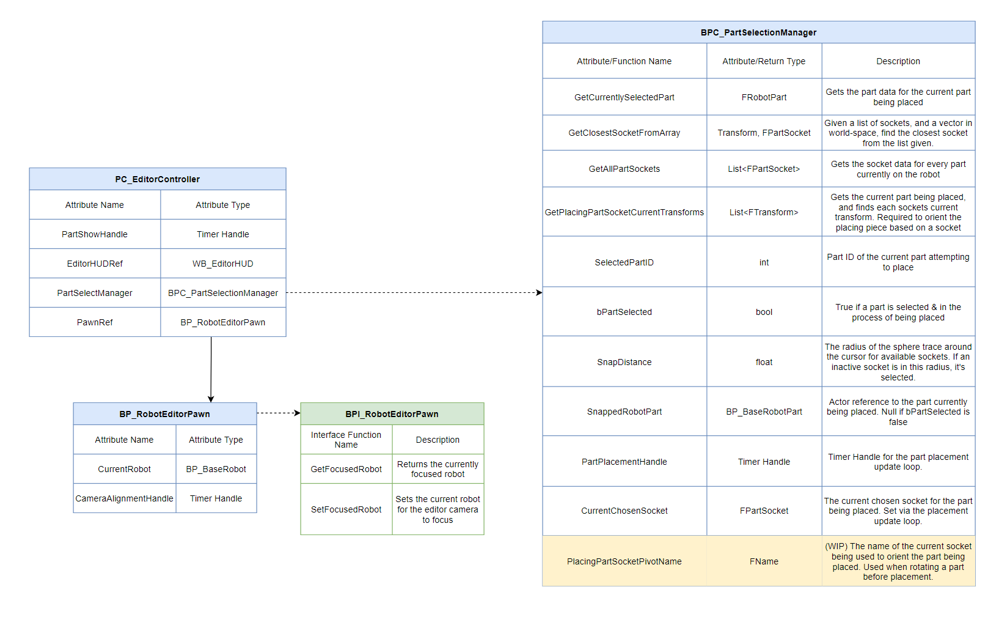 BPC_PartSelectionManager
Attribute/Function Name
Attribute/Return Type
Description
GetCurrentlySelectedPart
FRobotPart
Gets the part data for the current part
being placed
GetClosestSocketFromArray
Transform, FPartSocket
Given a list of sockets, and a vector in
world-space, find the closest socket
from the list given.
GetAllPartSockets
List<FPartSocket>
Gets the socket data for every part
currently on the robot
GetPlacingPartSocketCurrentTransforms
List<FTransform>
Gets the current part being placed,
and finds each sockets current
transform. Required to orient the
placing piece based on a socket
SelectedPartID
int
Part ID of the current part attempting
to place
bPartSelected
bool
True if a part is selected & in the
process of being placed
SnapDistance
float
The radius of the sphere trace around
the cursor for available sockets. If an
inactive socket is in this radius, it's
selected.
SnappedRobotPart
BP_BaseRobotPart
Actor reference to the part currently
being placed. Null if bPartSelected is
false
PartPlacementHandle
Timer Handle
Timer Handle for the part placement
update loop.
CurrentChosenSocket
FPartSocket
The current chosen socket for the part
being placed. Set via the placement
update loop.
PlacingPartSocketPivotName
FName
(WIP) The name of the current socket
being used to orient the part being
placed. Used when rotating a part
before placement.
PC_EditorController
Attribute Name
Attribute Type
PartShowHandle
Timer Handle
EditorHUDRef
WB_EditorHUD
PartSelectManager
BPC_PartSelectionManager
PawnRef
BP_RobotEditorPawn
BP_RobotEditorPawn
Attribute Name
Attribute Type
CurrentRobot
BP_BaseRobot
CameraAlignmentHandle
Timer Handle
BPI_RobotEditorPawn
Interface Function
Name
Description
GetFocusedRobot
Returns the currently
focused robot
SetFocusedRobot
Sets the current robot
for the editor camera
to focus